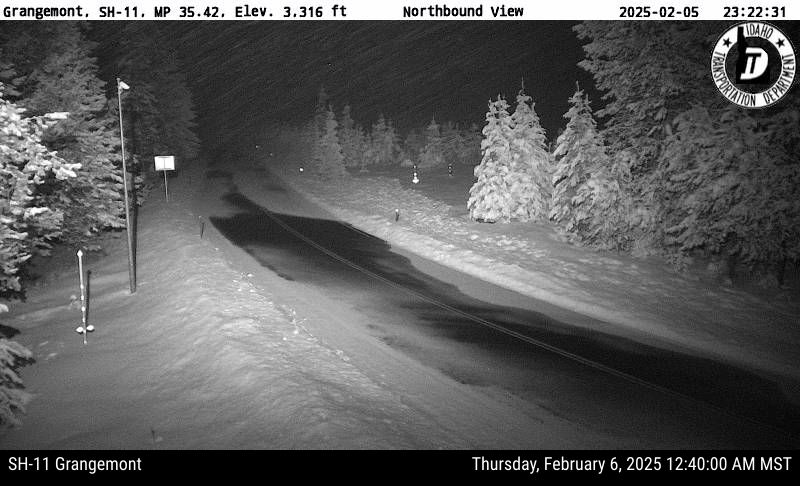 Grangemont, SH-11, MP 35.42, Elev. 3,316 ft Northbound View 2025-02-05 23:22:31
IDAHO
TRANSPORTATION DEPARTMENT
SH-11 Grangemont Thursday, February 6, 2025 12:40:00 AM MST